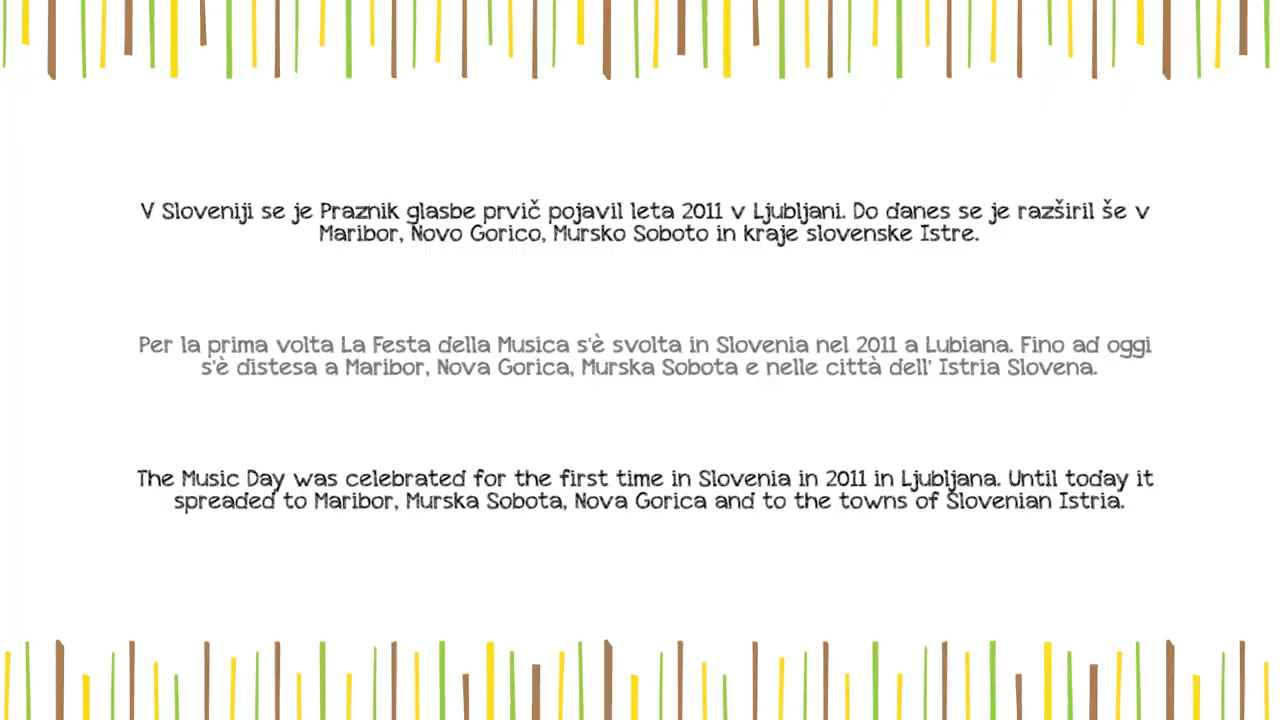 V Sloveniji se je Praznik glasbe prvič pojavil leta 2011 v Ljubljani. Do danes se je razširil še v
Maribor, Novo Gorico, Mursko Soboto in kraje slovenske Istre.
Per la prima volta La Festa della Musica s'è svolta in Slovenia nel 2011 a Lubiana. Fino ad oggi
s'è distesa a Maribor, Nova Gorica, Murska Sobota e nelle città dell' Istria Slovena.
The Music Day was celebrated for the first time in Slovenia in 2011 in Ljubljana. Until today it
spreaded to Maribor, Murska Sobota, Nova Gorica and to the towns of Slovenian Istria.